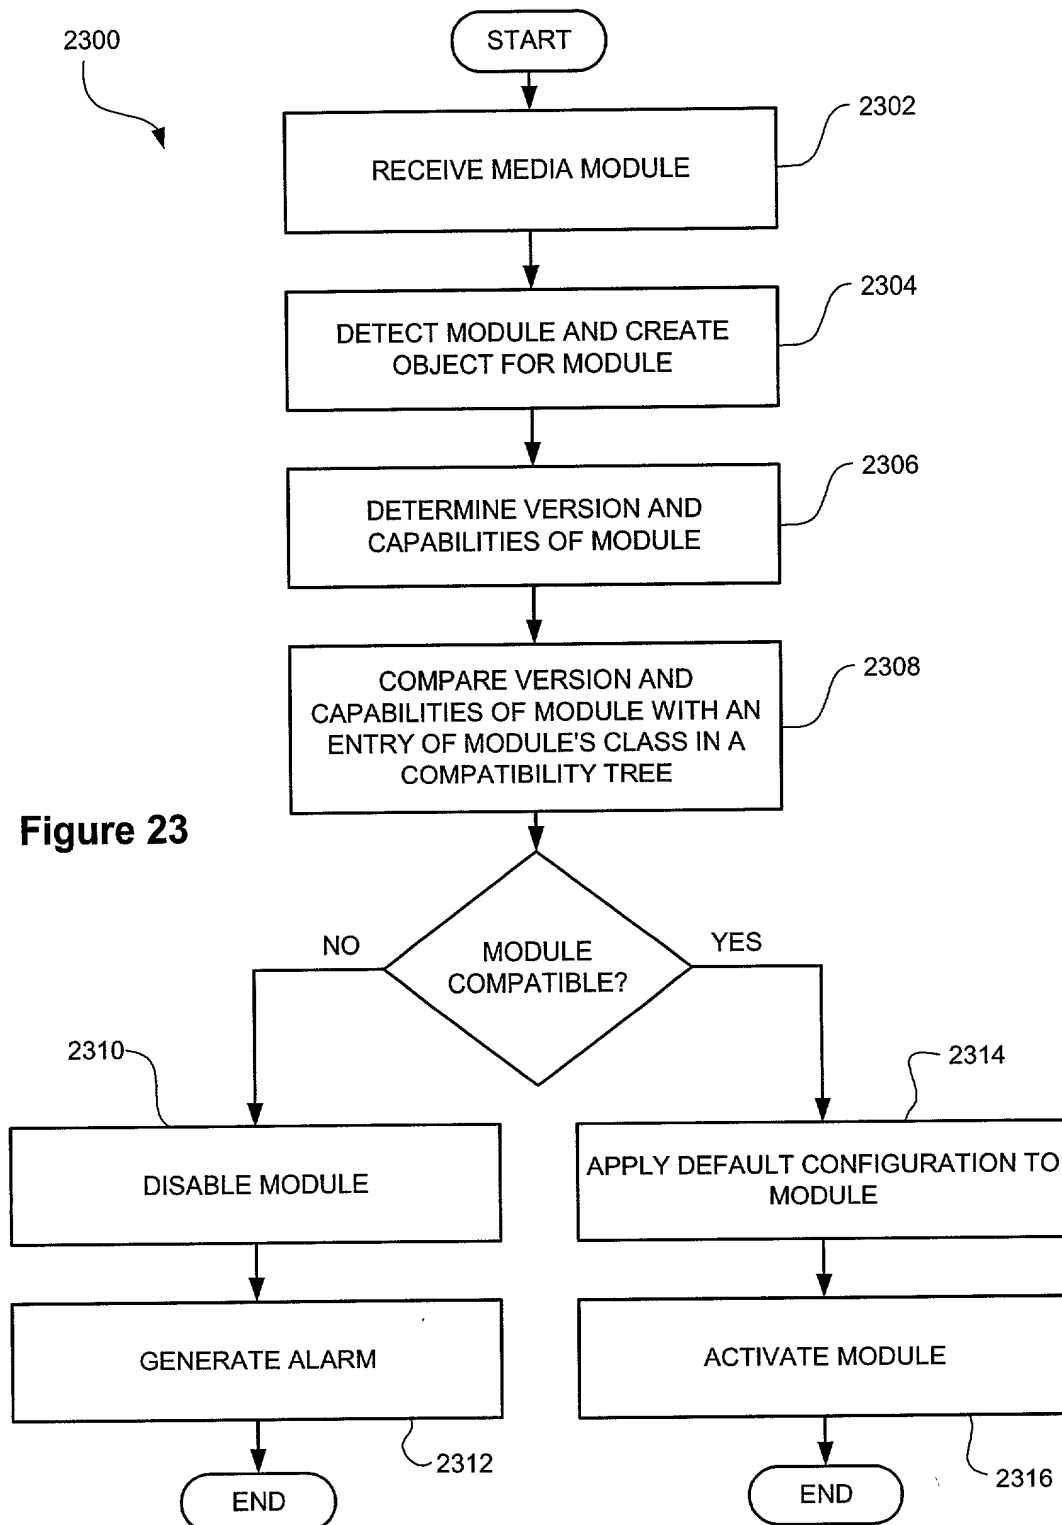 2300
START
2302
RECEIVE MEDIA MODULE
2304
DETECT MODULE AND CREATE
OBJECT FOR MODULE
2306
DETERMINE VERSION AND
CAPABILITIES OF MODULE
2308
COMPARE VERSION AND
CAPABILITIES OF MODULE WITH AN
ENTRY OF MODULE'S CLASS IN A
COMPATIBILITY TREE
Figure 23
NO
YES
MODULE
COMPATIBLE?
2310
2314
DISABLE MODULE
APPLY DEFAULT CONFIGURATION TO
MODULE
GENERATE ALARM
ACTIVATE MODULE
2312
2316
END
END